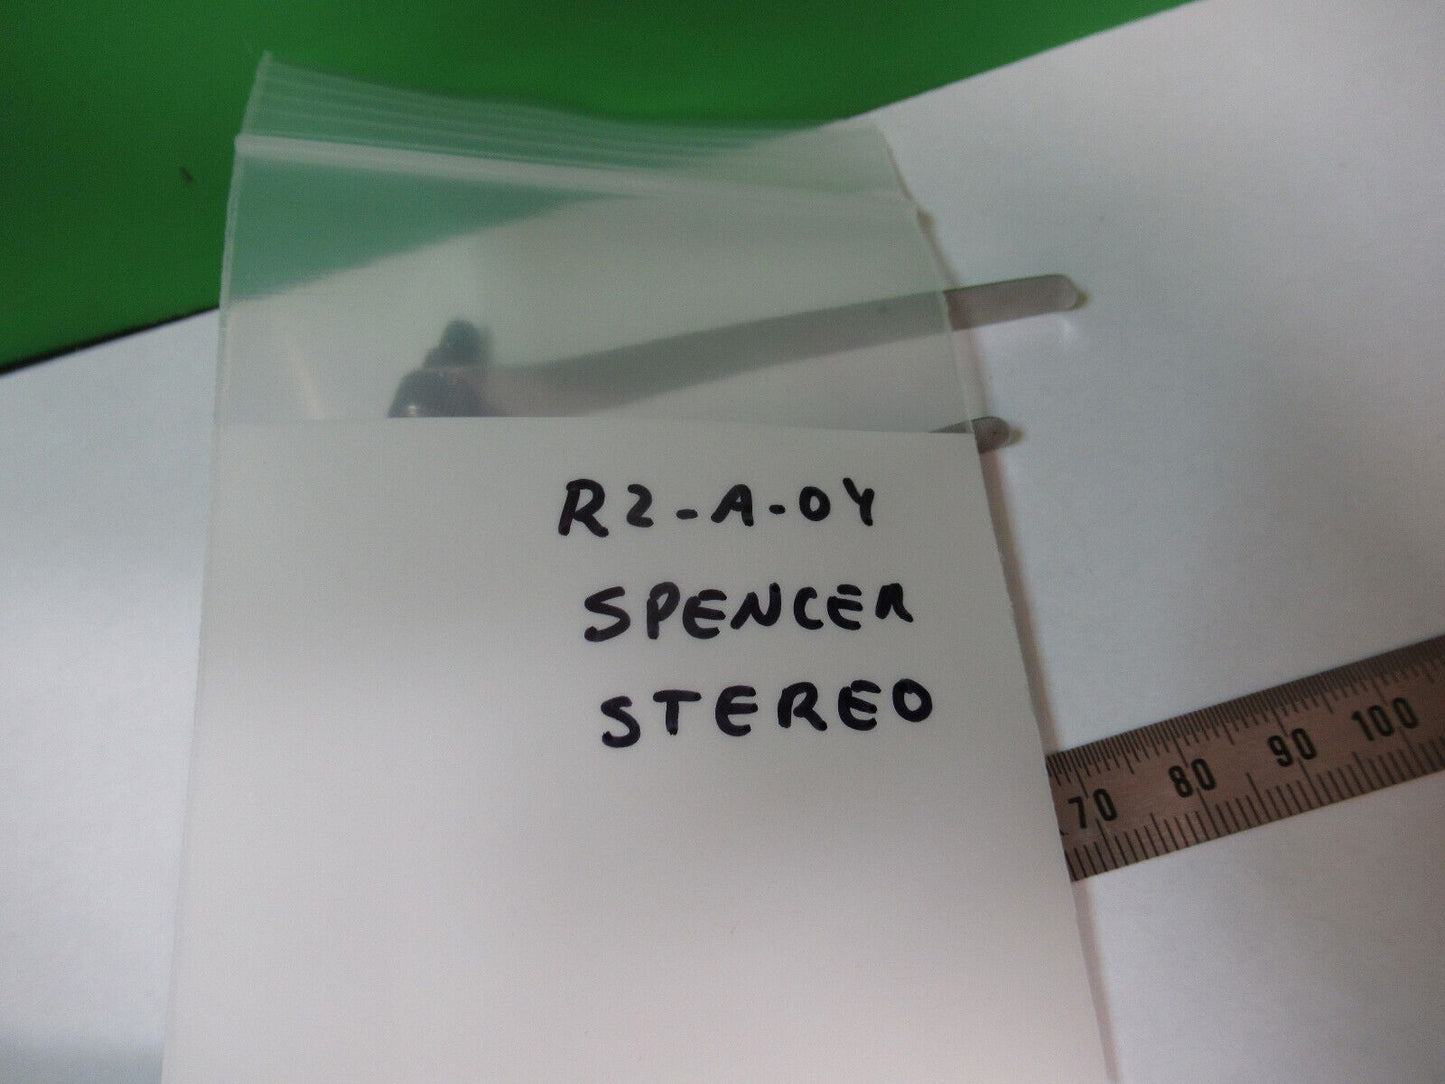 R2-A-04
SPENCER
STEREO
70 80 90 100